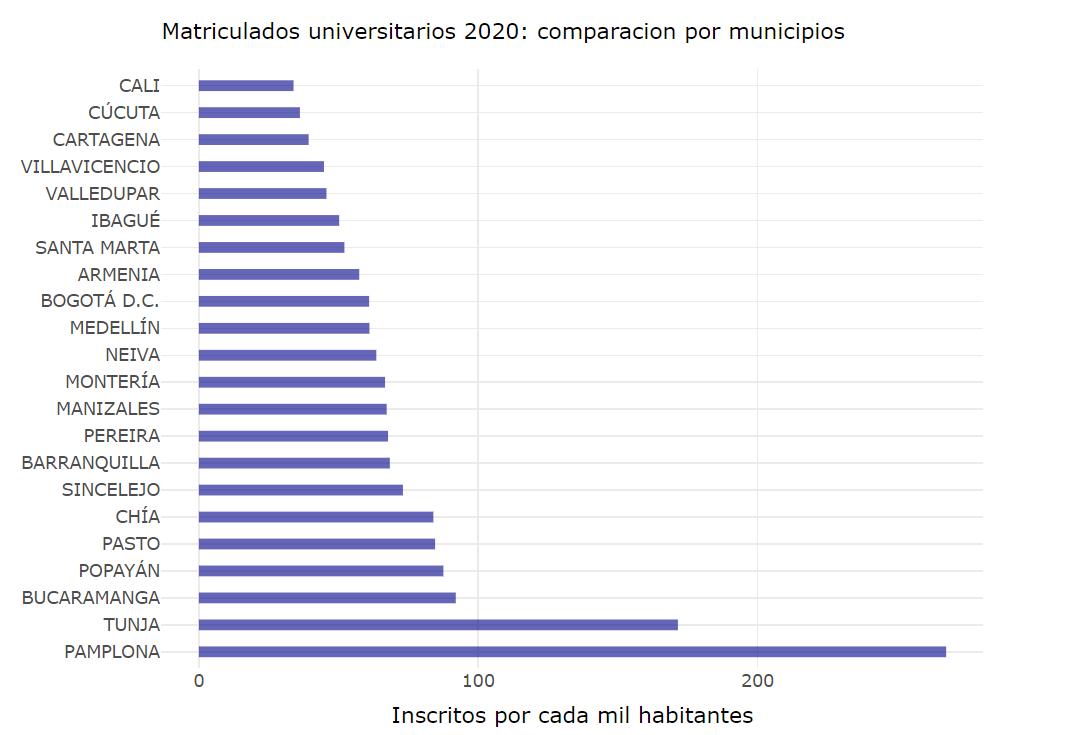 Matriculados universitarios 2020: comparacion por municipios
CALI
CÚCUTA
CARTAGENA
VILLAVICENCIO
VALLEDUPAR
IBAGUÉ
SANTA MARTA
ARMENIA
BOGOTÁ D.C.
MEDELLÍN
NEIVA
MONTERÍA
MANIZALES
PEREIRA
BARRANQUILLA
SINCELEJO
CHÍA
PASTO
POPAYÁN
BUCARAMANGA
TUNJA
PAMPLONA
0 100 200
Inscritos por cada mil habitantes